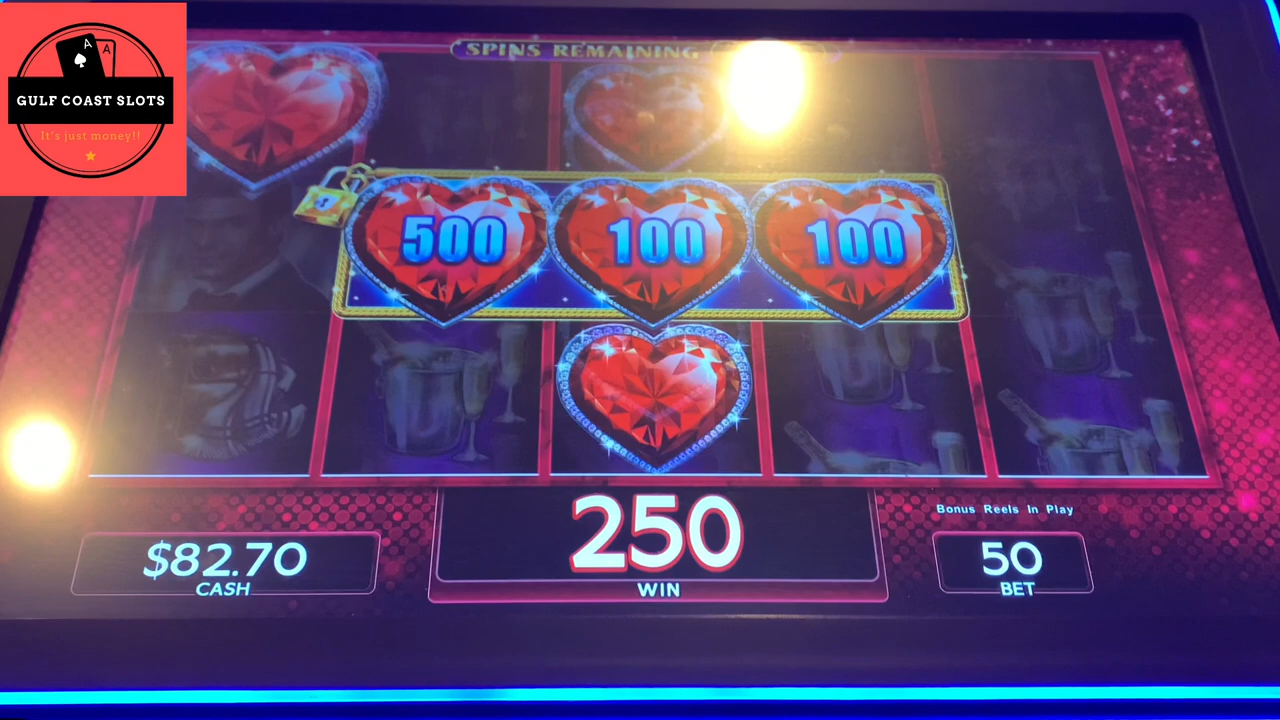 A A
GULF COAST SLOTS
It's just money!!
SPINS REMAINING
500 100 100
250
WIN
$82.70
CASH
Bonus Reels In Play
50
BET